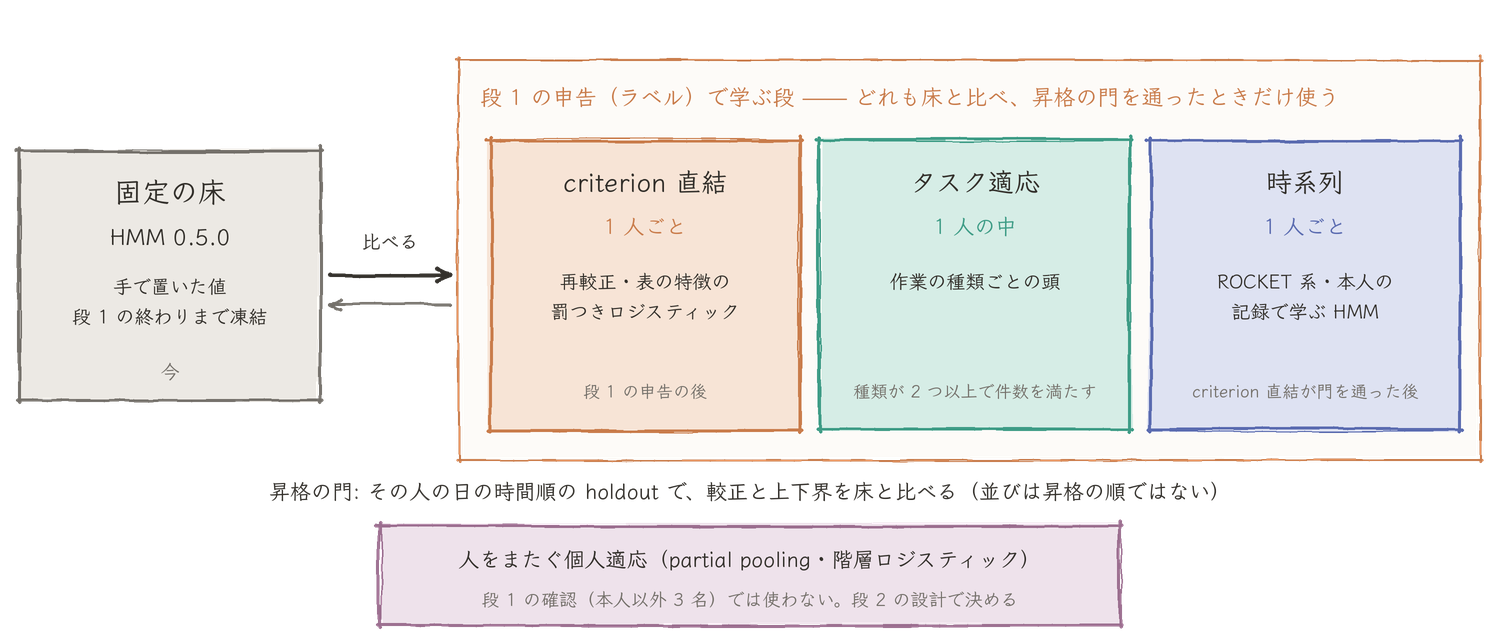 段 1 の申告（ラベル）で学ぶ段 —— どれも床と比べ、昇格の門を通ったときだけ使う
固定の床
HMM 0.5.0
手で置いた値
段 1 の終わりまで凍結
今
比べる
criterion 直結
1 人ごと
再較正・表の特徴の
罰つきロジスティック
段 1 の申告の後
タスク適応
1 人の中
作業の種類ごとの頭
種類が 2 つ以上で件数を満たす
時系列
1 人ごと
ROCKET 系・本人の
記録で学ぶ HMM
criterion 直結が門を通った後
昇格の門: その人の日の時間順の holdout で、較正と上下界を床と比べる（並びは昇格の順ではない）
人をまたぐ個人適応（partial pooling・階層ロジスティック）
段 1 の確認（本人以外 3 名）では使わない。段 2 の設計で決める